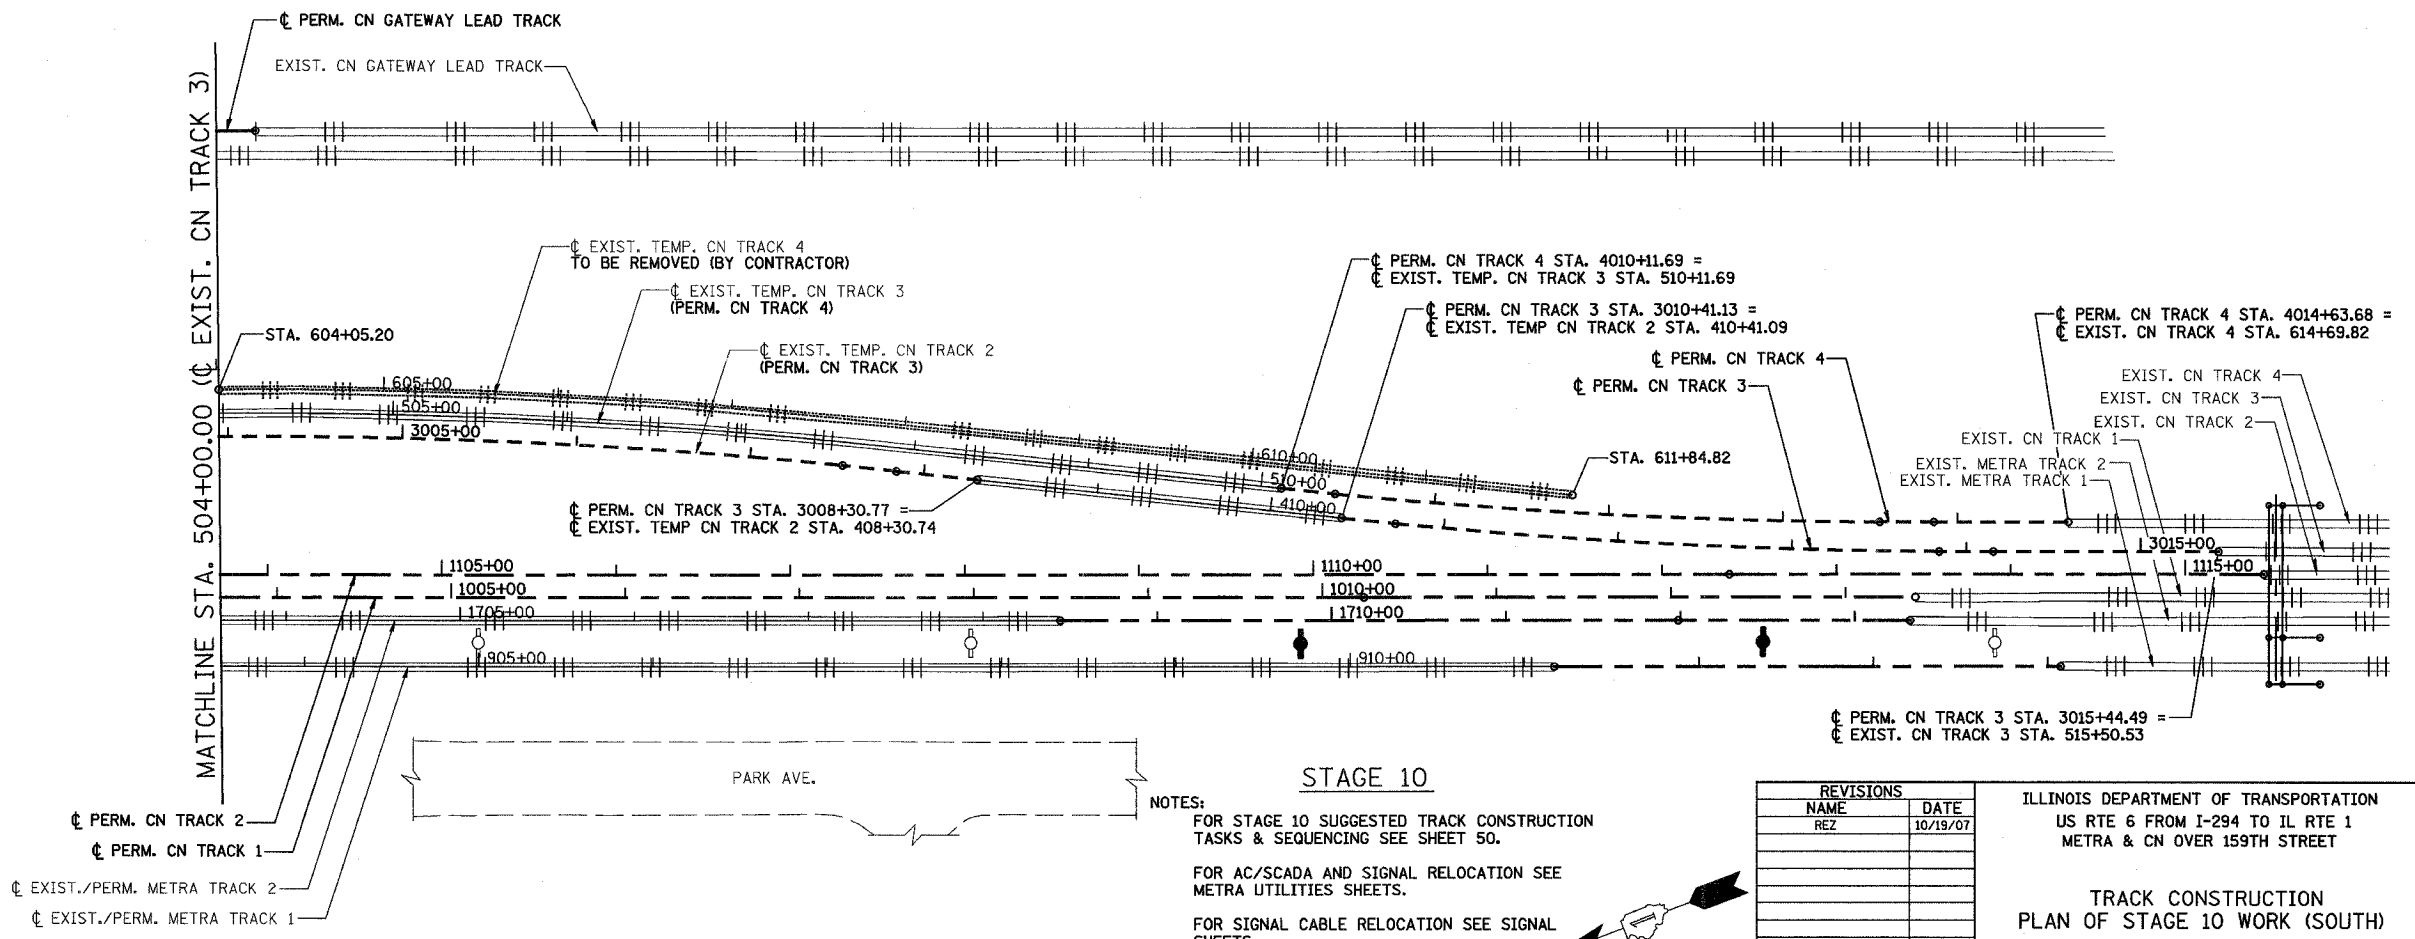 ℄ PERM. CN GATEWAY LEAD TRACK
EXIST. CN GATEWAY LEAD TRACK
MATCHLINE STA. 504+00.00 (℄ EXIST. CN TRACK 3)
℄ EXIST. TEMP. CN TRACK 4
TO BE REMOVED (BY CONTRACTOR)
℄ EXIST. TEMP. CN TRACK 3
(PERM. CN TRACK 4)
℄ EXIST. TEMP. CN TRACK 2
(PERM. CN TRACK 3)
STA. 604+05.20
℄ PERM. CN TRACK 4 STA. 4010+11.69 =
℄ EXIST. TEMP. CN TRACK 3 STA. 510+11.69
℄ PERM. CN TRACK 3 STA. 3010+41.13 =
℄ EXIST. TEMP CN TRACK 2 STA. 410+41.09
℄ PERM. CN TRACK 4
℄ PERM. CN TRACK 3
℄ PERM. CN TRACK 4 STA. 4014+63.68 =
℄ EXIST. CN TRACK 4 STA. 614+69.82
EXIST. CN TRACK 4
EXIST. CN TRACK 3
EXIST. CN TRACK 2
EXIST. CN TRACK 1
EXIST. METRA TRACK 2
EXIST. METRA TRACK 1
605+00
505+00
3005+00
610+00
510+00
410+00
STA. 611+84.82
℄ PERM. CN TRACK 3 STA. 3008+30.77 =
℄ EXIST. TEMP CN TRACK 2 STA. 408+30.74
3015+00
1105+00
1110+00
1115+00
1005+00
1010+00
1705+00
1710+00
905+00
910+00
℄ PERM. CN TRACK 3 STA. 3015+44.49 =
℄ EXIST. CN TRACK 3 STA. 515+50.53
℄ PERM. CN TRACK 2
℄ PERM. CN TRACK 1
℄ EXIST./PERM. METRA TRACK 2
℄ EXIST./PERM. METRA TRACK 1
PARK AVE.
STAGE 10
NOTES:
FOR STAGE 10 SUGGESTED TRACK CONSTRUCTION
TASKS & SEQUENCING SEE SHEET 50.
FOR AC/SCADA AND SIGNAL RELOCATION SEE
METRA UTILITIES SHEETS.
FOR SIGNAL CABLE RELOCATION SEE SIGNAL
SHEETS
REVISIONS
NAME DATE
REZ 10/19/07
ILLINOIS DEPARTMENT OF TRANSPORTATION
US RTE 6 FROM I-294 TO IL RTE 1
METRA & CN OVER 159TH STREET
TRACK CONSTRUCTION
PLAN OF STAGE 10 WORK (SOUTH)